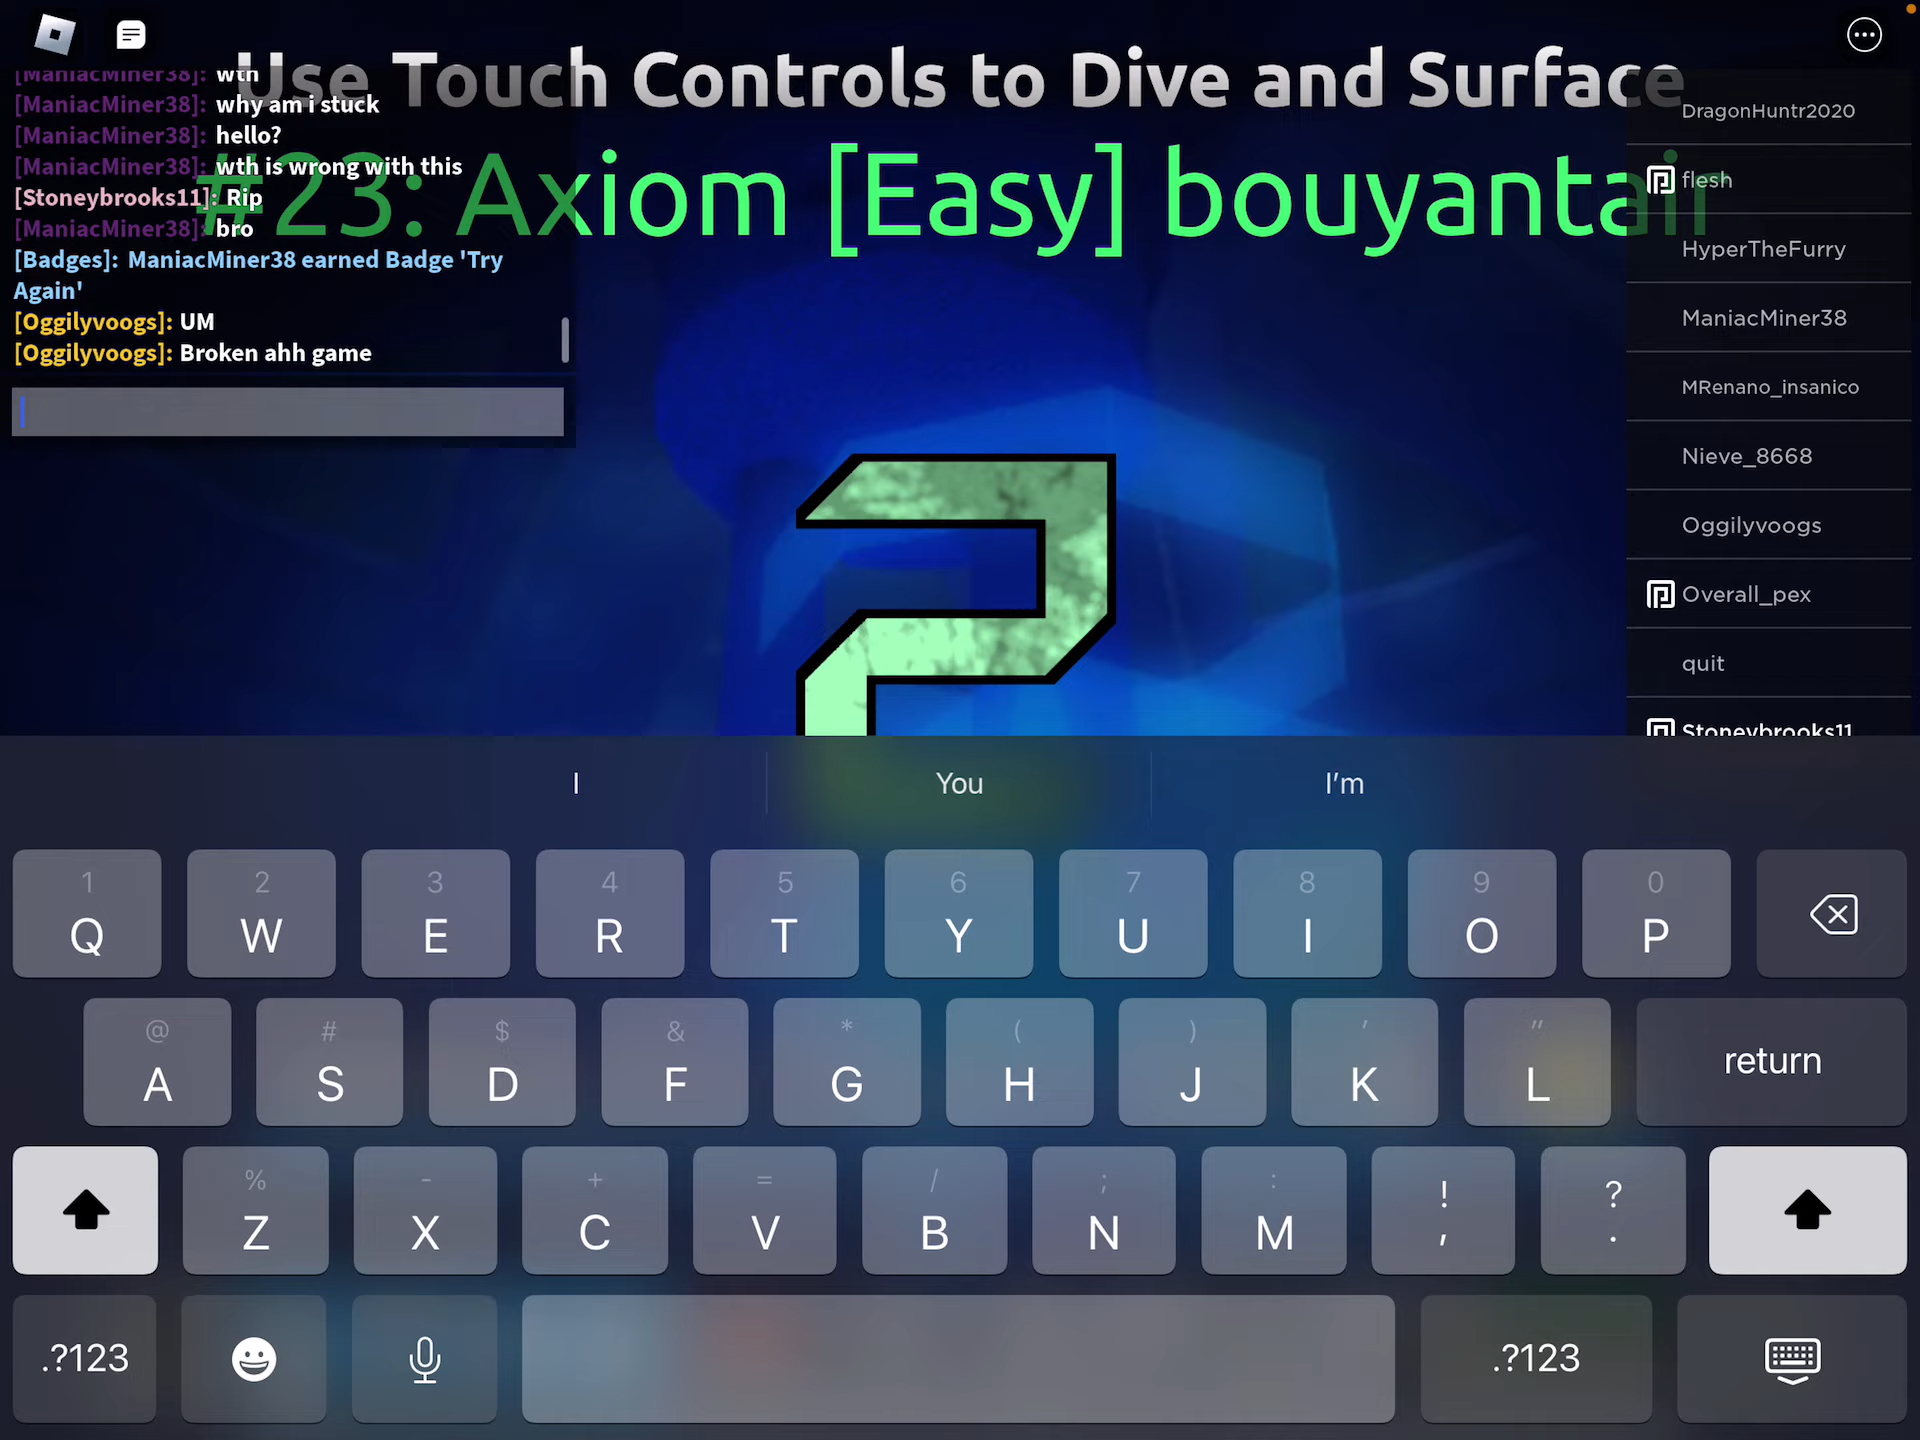 Use Touch Controls to Dive and Surface
#23: Axiom [Easy] bouyantair
[ManiacMiner38]: wth
[ManiacMiner38]: why am i stuck
[ManiacMiner38]: hello?
[ManiacMiner38]: wth is wrong with this
[Stoneybrooks11]: Rip
[ManiacMiner38]: bro
[Badges]: ManiacMiner38 earned Badge 'Try
Again'
[Oggilyvoogs]: UM
[Oggilyvoogs]: Broken ahh game
DragonHuntr2020
flesh
HyperTheFurry
ManiacMiner38
MRenano_insanico
Nieve_8668
Oggilyvoogs
Overall_pex
quit
Stoneybrooks11
I You I'm
1 2 3 4 5 6 7 8 9 0
Q W E R T Y U I O P
@ # $ & * ( ) ' "
A S D F G H J K L return
% - + = / ; : ! ?
Z X C V B N M , .
.?123 .?123